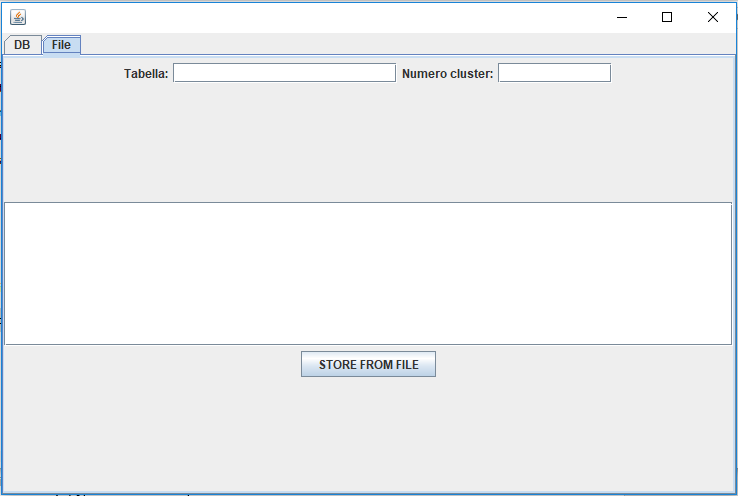 DB File
Tabella: Numero cluster:
STORE FROM FILE